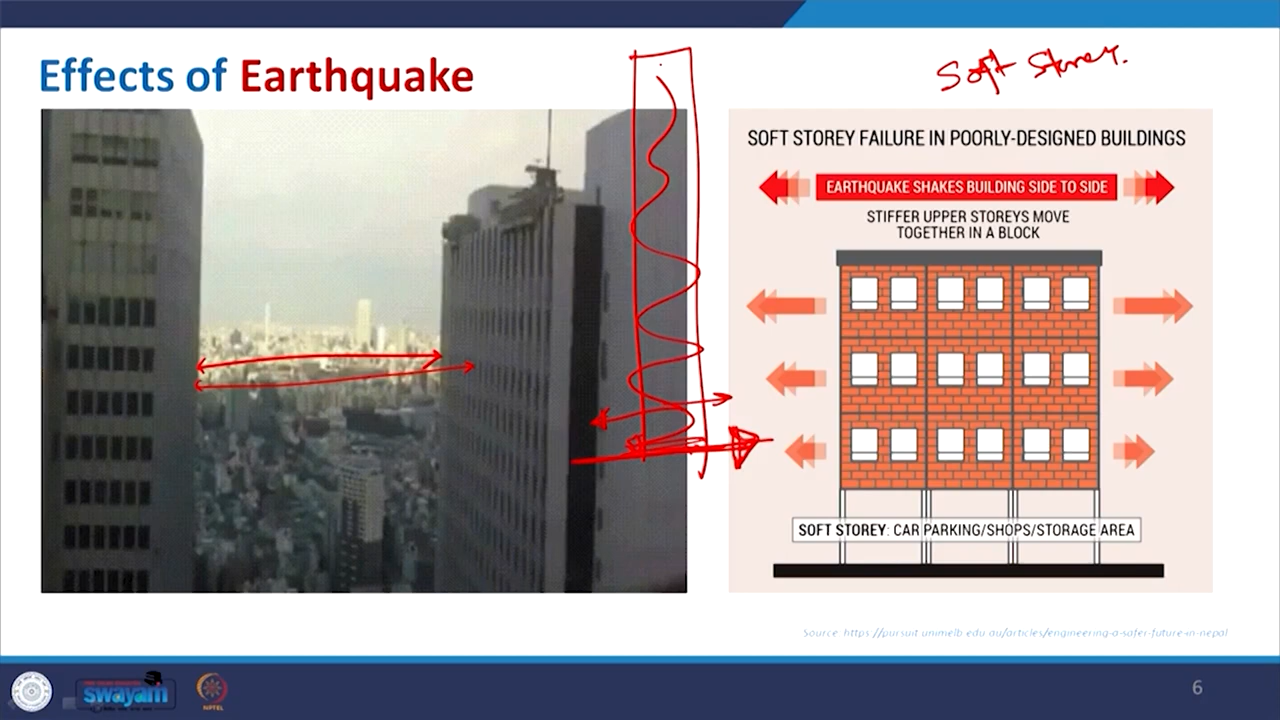 Effects of Earthquake
Soft Storey.
SOFT STOREY FAILURE IN POORLY-DESIGNED BUILDINGS
EARTHQUAKE SHAKES BUILDING SIDE TO SIDE
STIFFER UPPER STOREYS MOVE
TOGETHER IN A BLOCK
SOFT STOREY: CAR PARKING/SHOPS/STORAGE AREA
Source: https://pursuit.unimelb.edu.au/articles/engineering-a-safer-future-in-nepal
swayam
NPTEL
6